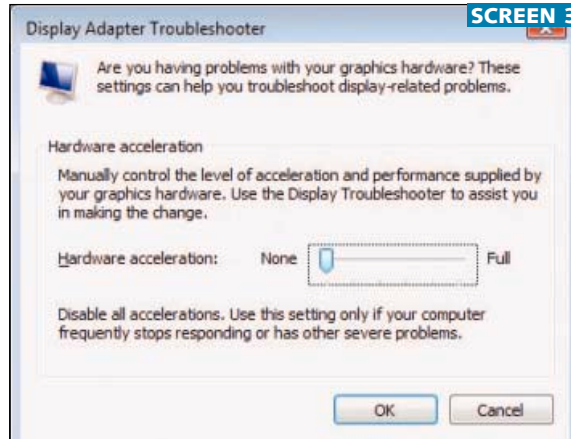 SCREEN 3
Display Adapter Troubleshooter
Are you having problems with your graphics hardware? These
settings can help you troubleshoot display-related problems.
Hardware acceleration
Manually control the level of acceleration and performance supplied by
your graphics hardware. Use the Display Troubleshooter to assist you
in making the change.
Hardware acceleration: None Full
Disable all accelerations. Use this setting only if your computer
frequently stops responding or has other severe problems.
OK Cancel